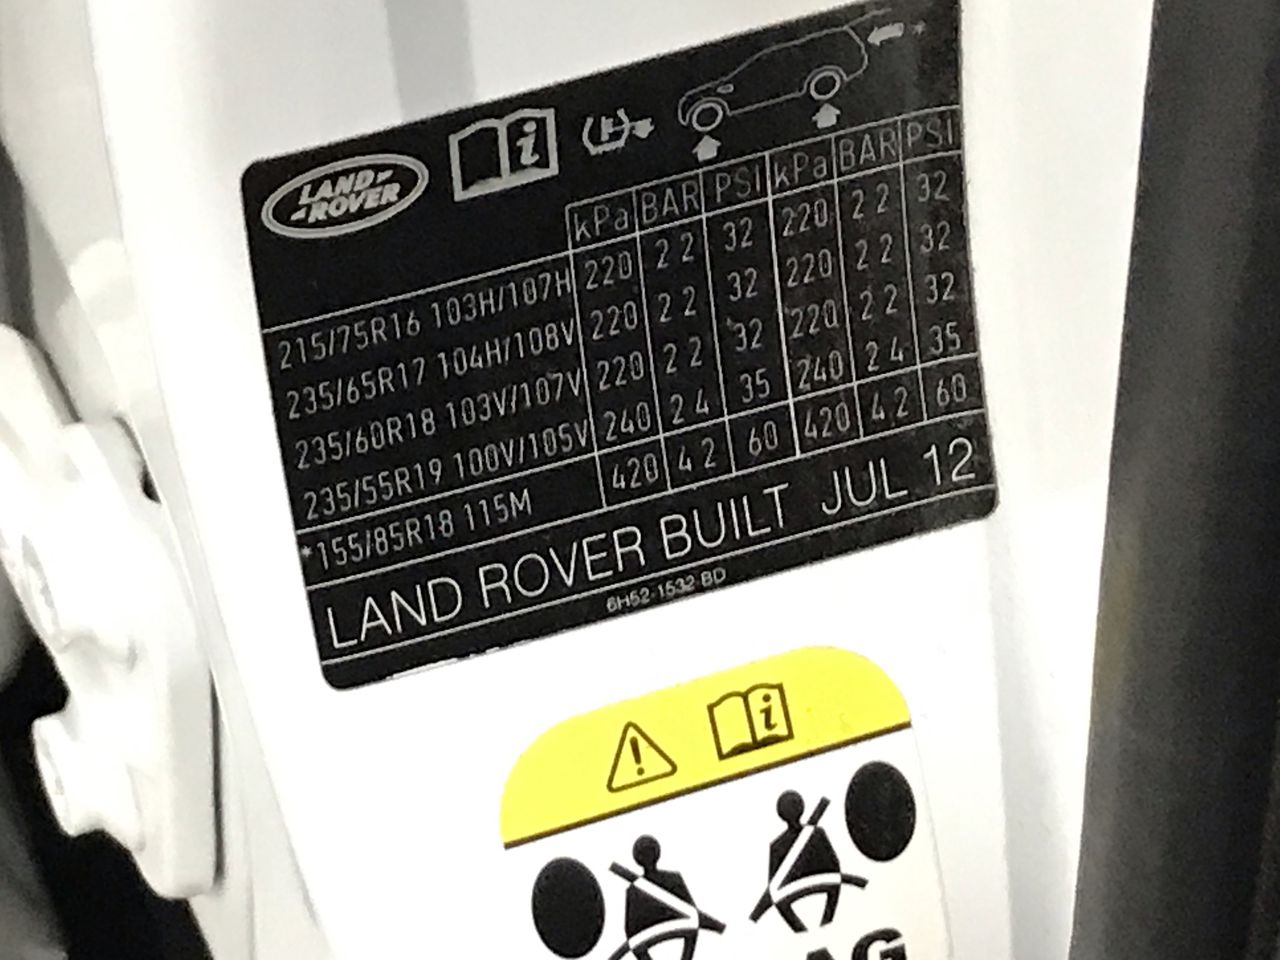 LAND ROVER
kPa BAR PSI kPa BAR PSI
215/75R16 103H/107H 220 2 2 32 220 2 2 32
235/65R17 104H/108V 220 2 2 32 220 2 2 32
235/60R18 103V/107V 220 2 2 32 220 2 2 32
235/55R19 100V/105V 240 2 4 35 240 2 4 35
*155/85R18 115M 420 4 2 60 420 4 2 60
LAND ROVER BUILT JUL 12
6H52-1532-BD